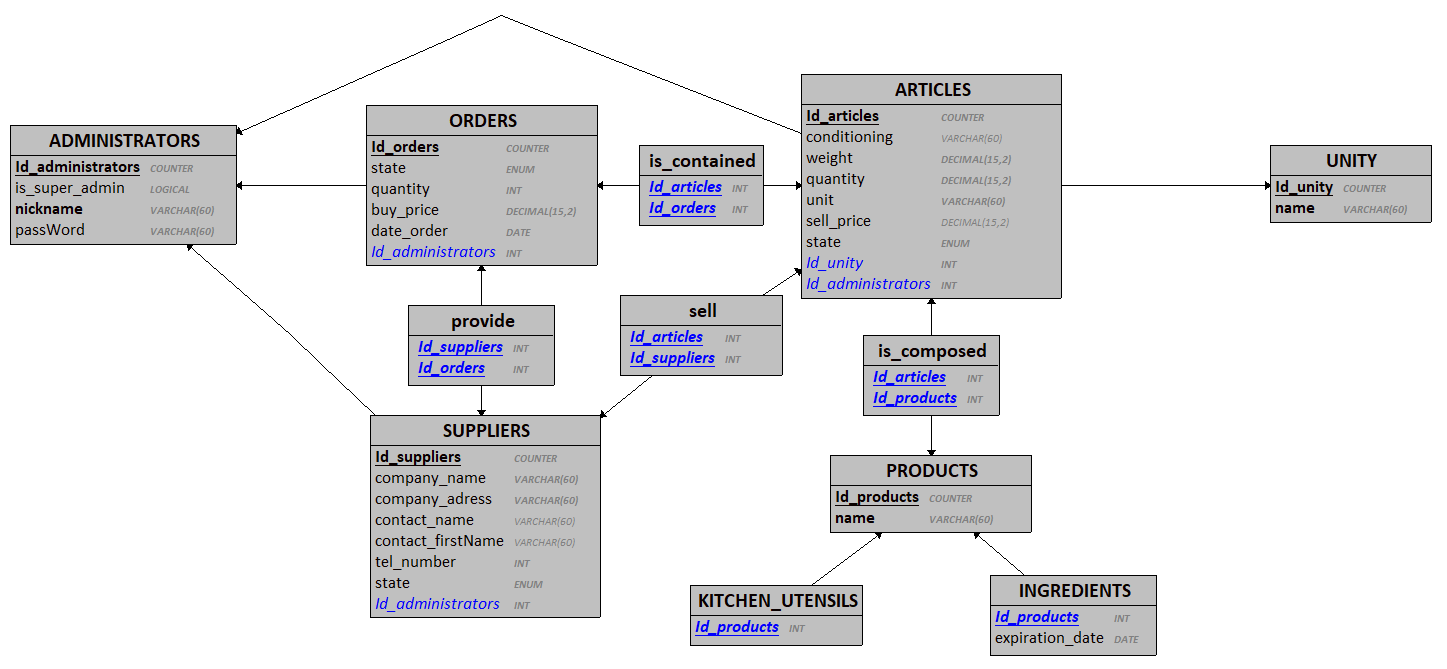 ADMINISTRATORS
Id_administrators COUNTER
is_super_admin LOGICAL
nickname VARCHAR(60)
passWord VARCHAR(60)
ORDERS
Id_orders COUNTER
state ENUM
quantity INT
buy_price DECIMAL(15,2)
date_order DATE
Id_administrators INT
is_contained
Id_articles INT
Id_orders INT
ARTICLES
Id_articles COUNTER
conditioning VARCHAR(60)
weight DECIMAL(15,2)
quantity DECIMAL(15,2)
unit VARCHAR(60)
sell_price DECIMAL(15,2)
state ENUM
Id_unity INT
Id_administrators INT
UNITY
Id_unity COUNTER
name VARCHAR(60)
provide
Id_suppliers INT
Id_orders INT
sell
Id_articles INT
Id_suppliers INT
is_composed
Id_articles INT
Id_products INT
SUPPLIERS
Id_suppliers COUNTER
company_name VARCHAR(60)
company_adress VARCHAR(60)
contact_name VARCHAR(60)
contact_firstName VARCHAR(60)
tel_number INT
state ENUM
Id_administrators INT
PRODUCTS
Id_products COUNTER
name VARCHAR(60)
KITCHEN_UTENSILS
Id_products INT
INGREDIENTS
Id_products INT
expiration_date DATE